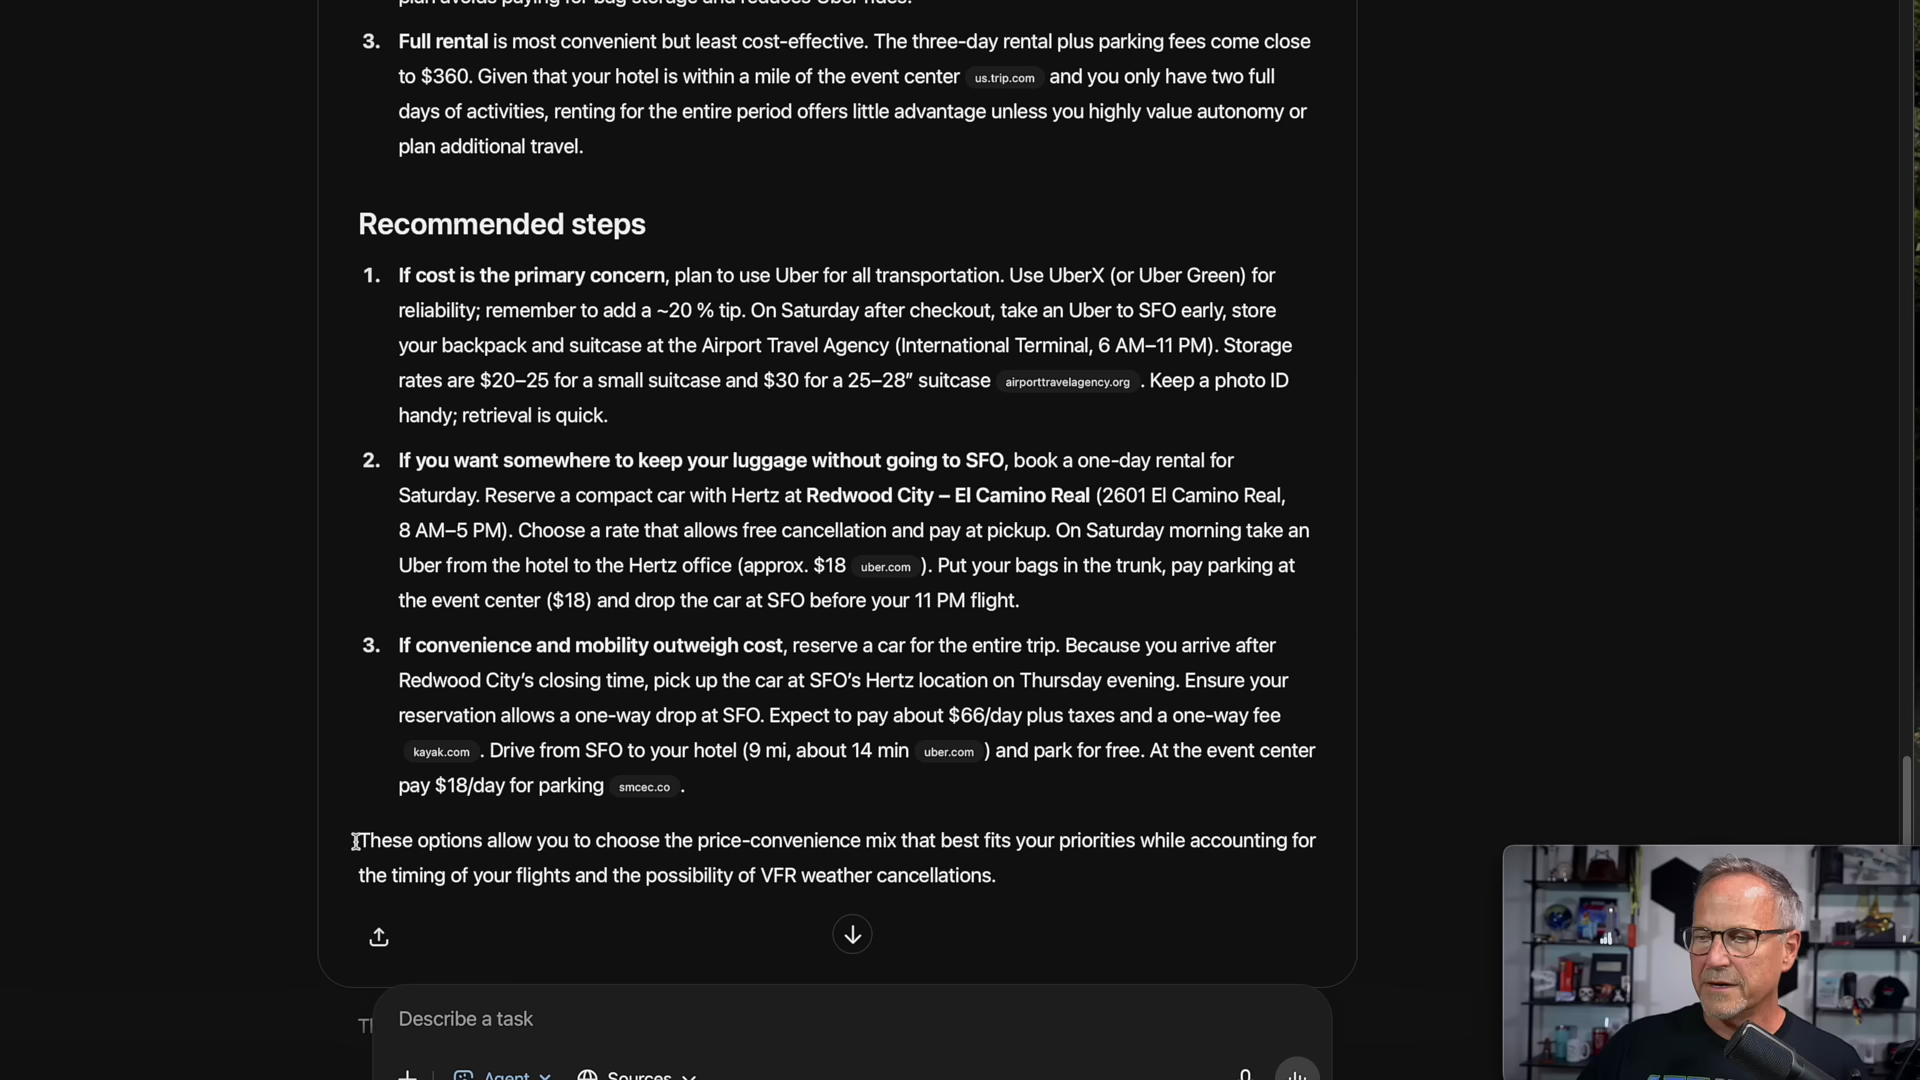 plan avoids paying for bag storage and reduces Uber rides.
3. Full rental is most convenient but least cost-effective. The three-day rental plus parking fees come close
to $360. Given that your hotel is within a mile of the event center us.trip.com and you only have two full
days of activities, renting for the entire period offers little advantage unless you highly value autonomy or
plan additional travel.
Recommended steps
1. If cost is the primary concern, plan to use Uber for all transportation. Use UberX (or Uber Green) for
reliability; remember to add a ~20 % tip. On Saturday after checkout, take an Uber to SFO early, store
your backpack and suitcase at the Airport Travel Agency (International Terminal, 6 AM–11 PM). Storage
rates are $20–25 for a small suitcase and $30 for a 25–28″ suitcase airporttravelagency.org . Keep a photo ID
handy; retrieval is quick.
2. If you want somewhere to keep your luggage without going to SFO, book a one-day rental for
Saturday. Reserve a compact car with Hertz at Redwood City – El Camino Real (2601 El Camino Real,
8 AM–5 PM). Choose a rate that allows free cancellation and pay at pickup. On Saturday morning take an
Uber from the hotel to the Hertz office (approx. $18 uber.com ). Put your bags in the trunk, pay parking at
the event center ($18) and drop the car at SFO before your 11 PM flight.
3. If convenience and mobility outweigh cost, reserve a car for the entire trip. Because you arrive after
Redwood City’s closing time, pick up the car at SFO’s Hertz location on Thursday evening. Ensure your
reservation allows a one-way drop at SFO. Expect to pay about $66/day plus taxes and a one-way fee
kayak.com . Drive from SFO to your hotel (9 mi, about 14 min uber.com ) and park for free. At the event center
pay $18/day for parking smcec.co .
These options allow you to choose the price-convenience mix that best fits your priorities while accounting for
the timing of your flights and the possibility of VFR weather cancellations.
Describe a task
Agent Sources